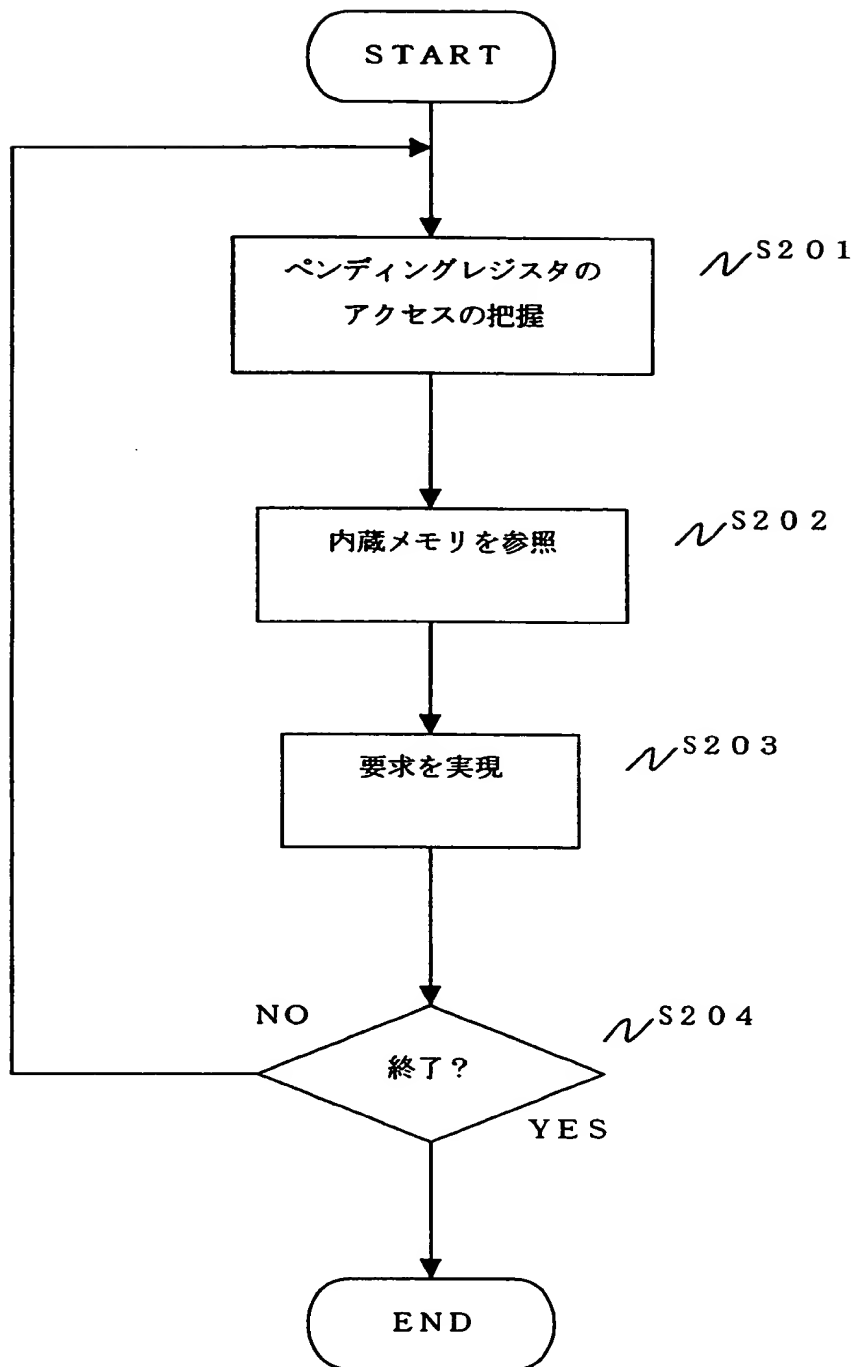 START
ペンディングレジスタの
アクセスの把握
S201
内蔵メモリを参照
S202
要求を実現
S203
NO
S204
終了?
YES
END